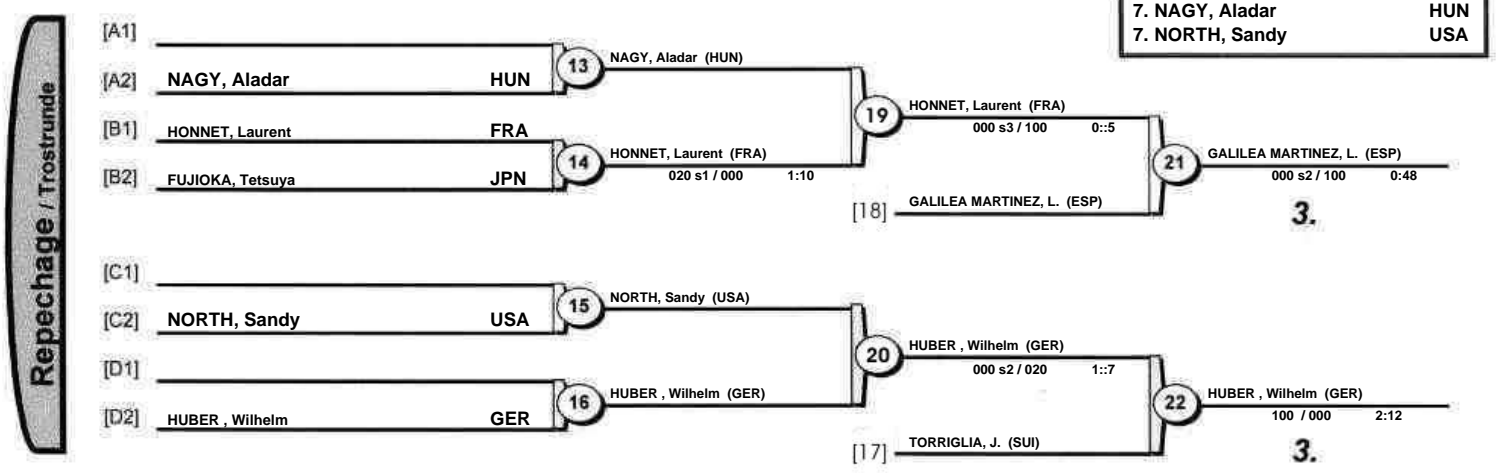 7. NAGY, Aladar HUN
7. NORTH, Sandy USA
Repechage / Trostrunde
[A1]
[A2] NAGY, Aladar HUN
13
NAGY, Aladar (HUN)
[B1] HONNET, Laurent FRA
[B2] FUJIOKA, Tetsuya JPN
14
HONNET, Laurent (FRA)
020 s1 / 000 1:10
19
HONNET, Laurent (FRA)
000 s3 / 100 0::5
[18] GALILEA MARTINEZ, L. (ESP)
21
GALILEA MARTINEZ, L. (ESP)
000 s2 / 100 0:48
3.
[C1]
[C2] NORTH, Sandy USA
15
NORTH, Sandy (USA)
[D1]
[D2] HUBER , Wilhelm GER
16
HUBER , Wilhelm (GER)
20
HUBER , Wilhelm (GER)
000 s2 / 020 1::7
[17] TORRIGLIA, J. (SUI)
22
HUBER , Wilhelm (GER)
100 / 000 2:12
3.